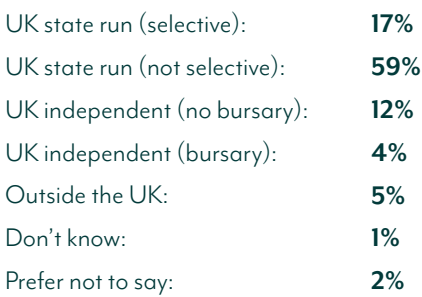 UK state run (selective): 17%
UK state run (not selective): 59%
UK independent (no bursary): 12%
UK independent (bursary): 4%
Outside the UK: 5%
Don’t know: 1%
Prefer not to say: 2%